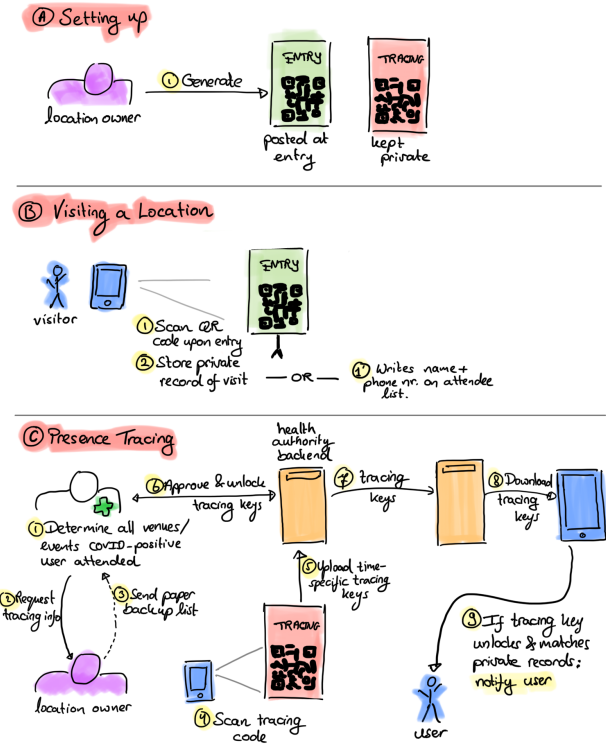 A Setting up
1 Generate
ENTRY
TRACING
location owner
posted at
entry
kept
private
B Visiting a Location
ENTRY
visitor
1 Scan QR
code upon entry
2 Store private
record of visit
— OR —
1' Writes name +
phone nr. on attendee
list.
C Presence Tracing
health
authority
backend
6 Approve & unlock
tracing keys
7 tracing
keys
8 Download
tracing
keys
1 Determine all venues/
events COVID-positive
user attended
2 Request
tracing info
3 Send paper
backup list
5 Upload time-
specific tracing
keys
TRACING
location owner
4 Scan tracing
code
9 If tracing key
unlocks & matches
private records:
notify user
user